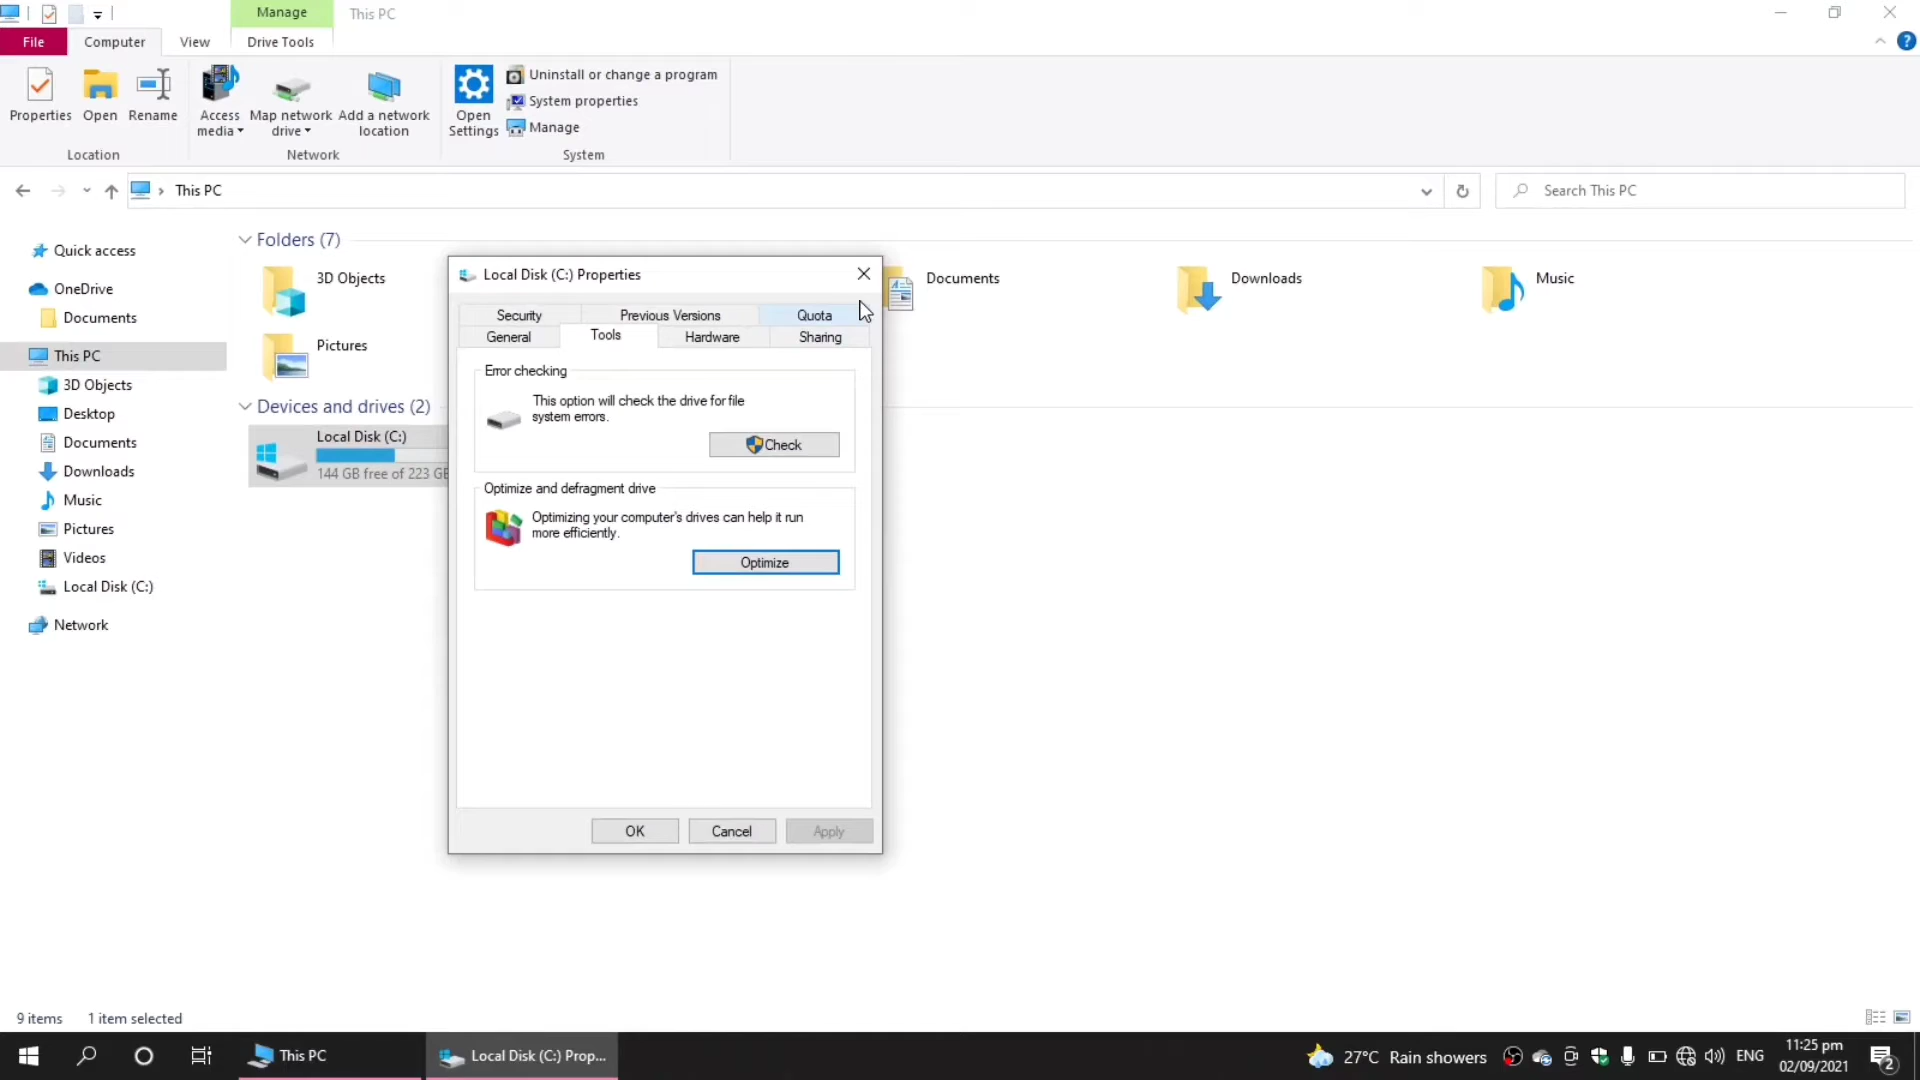 Manage
This PC
File
Computer
View
Drive Tools
Properties
Open
Rename
Access media
Map network drive
Add a network location
Open Settings
Uninstall or change a program
System properties
Manage
Location
Network
System
This PC
Search This PC
Quick access
OneDrive
Documents
This PC
3D Objects
Desktop
Documents
Downloads
Music
Pictures
Videos
Local Disk (C:)
Network
Folders (7)
3D Objects
Documents
Downloads
Music
Pictures
Devices and drives (2)
Local Disk (C:)
144 GB free of 223 GB
Local Disk (C:) Properties
Security
Previous Versions
Quota
General
Tools
Hardware
Sharing
Error checking
This option will check the drive for file
system errors.
Check
Optimize and defragment drive
Optimizing your computer's drives can help it run
more efficiently.
Optimize
OK
Cancel
Apply
9 items
1 item selected
This PC
Local Disk (C:) Prop...
27°C Rain showers
ENG
11:25 pm
02/09/2021
2